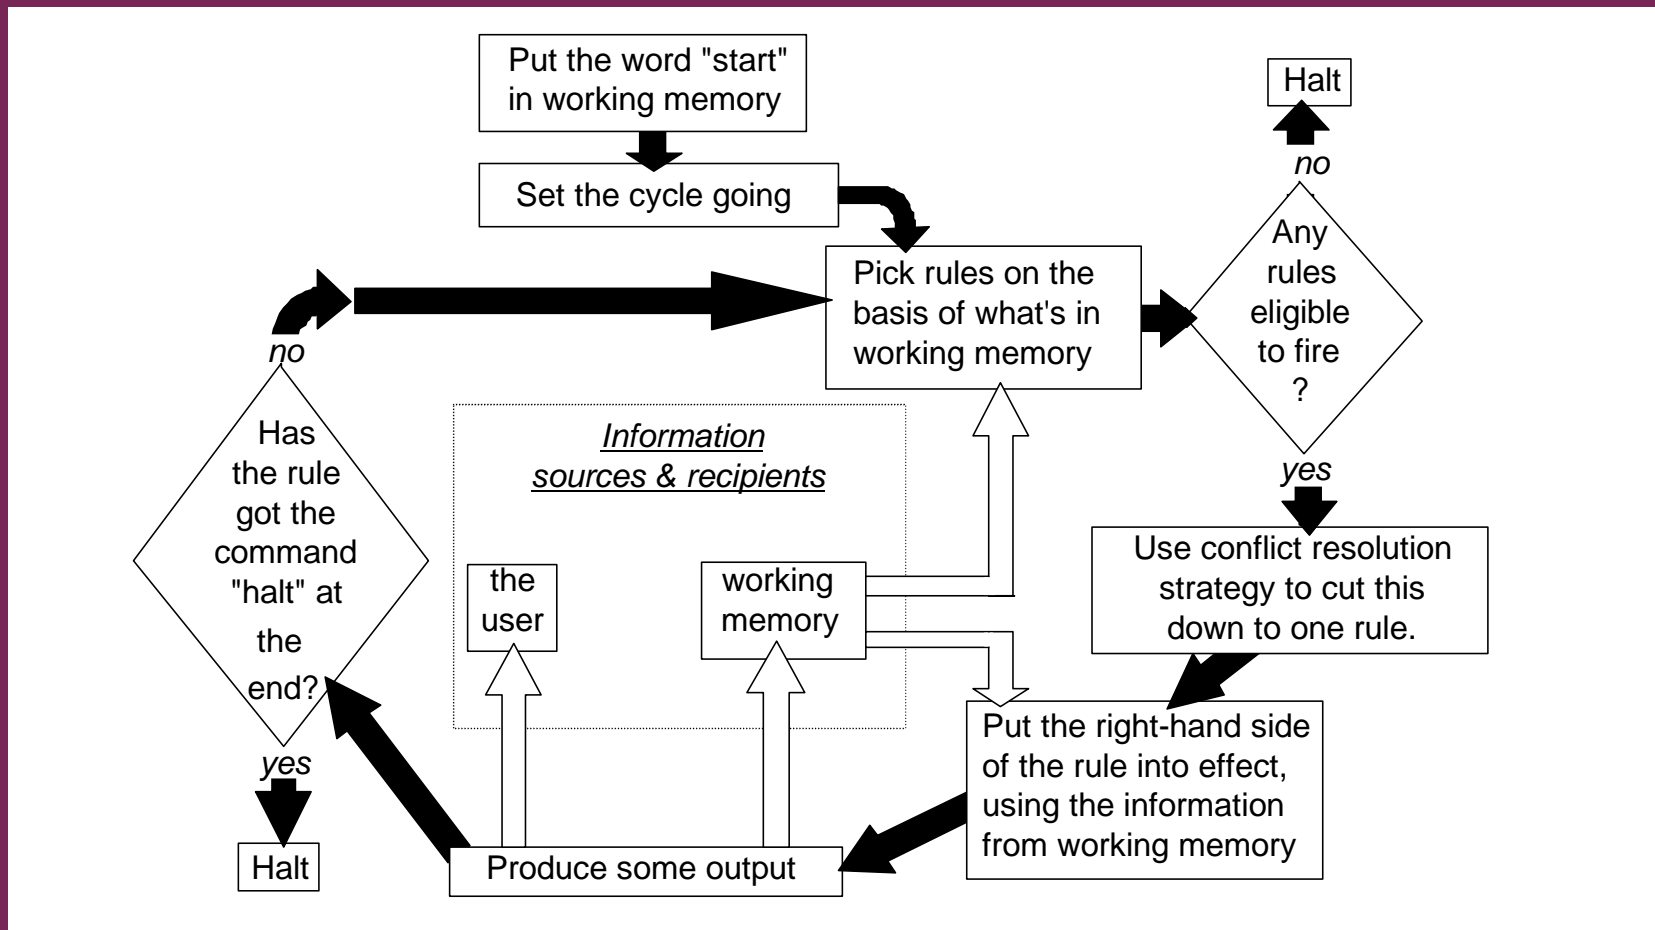 Put the word "start"
in working memory
Set the cycle going
Pick rules on the
basis of what's in
working memory
Halt
no
Any
rules
eligible
to fire
?
yes
Use conflict resolution
strategy to cut this
down to one rule.
Put the right-hand side
of the rule into effect,
using the information
from working memory
Produce some output
Information
sources & recipients
the
user
working
memory
no
Has
the rule
got the
command
"halt" at
the
end?
yes
Halt